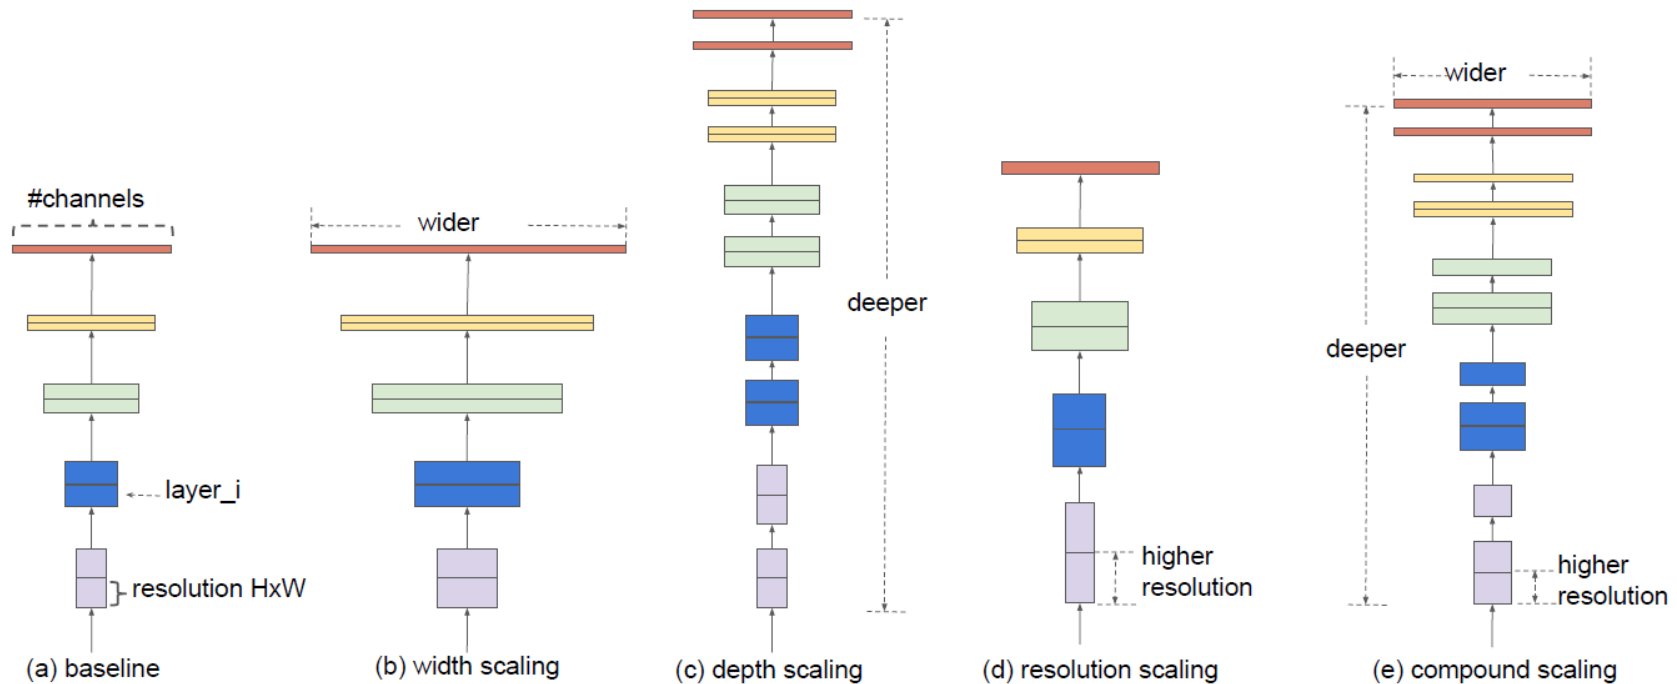 #channels
layer_i
resolution HxW
(a) baseline
wider
(b) width scaling
deeper
(c) depth scaling
higher
resolution
(d) resolution scaling
wider
deeper
higher
resolution
(e) compound scaling